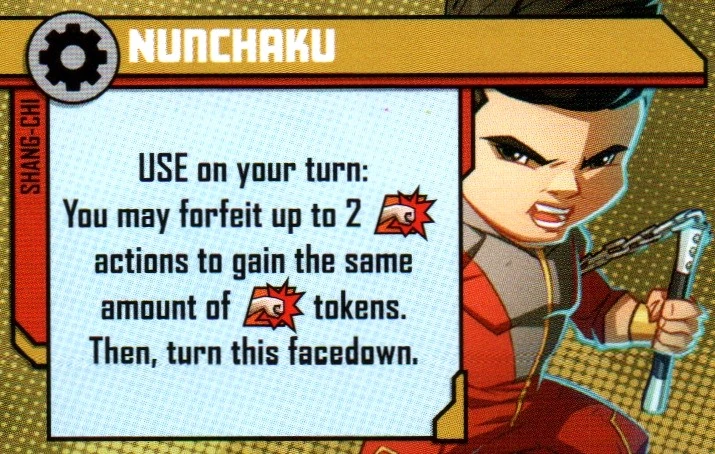 NUNCHAKU
SHANG-CHI
USE on your turn:
You may forfeit up to 2
actions to gain the same
amount of tokens.
Then, turn this facedown.